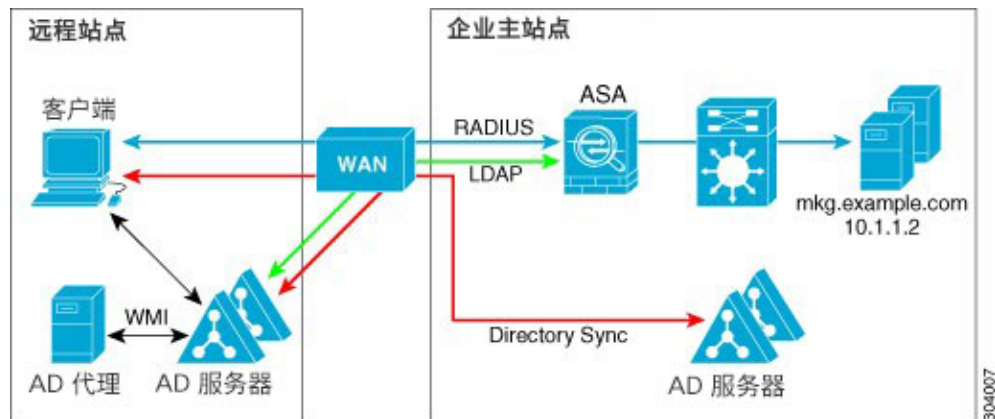 远程站点
企业主站点
客户端
ASA
RADIUS
WAN
LDAP
mkg.example.com
10.1.1.2
WMI
Directory Sync
AD 代理
AD 服务器
AD 服务器
304007